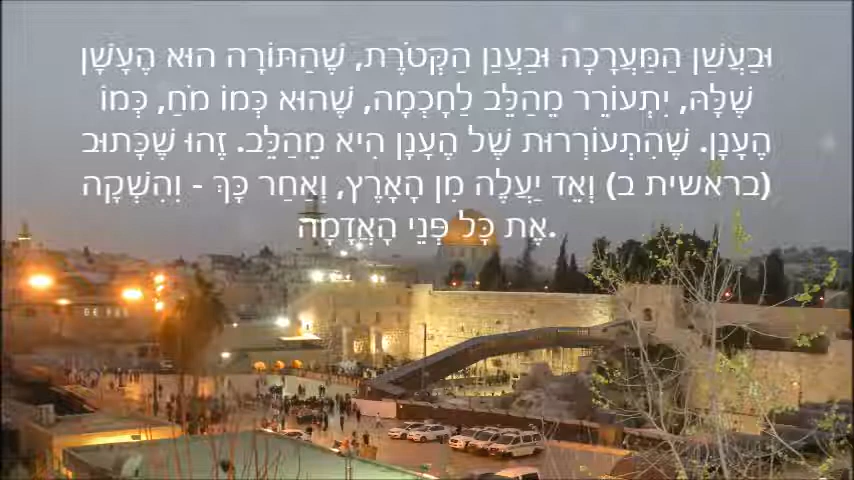 וּבַעֲשַׁן הַמַּעֲרָכָה וּבַעֲנַן הַקְּטֹרֶת, שֶׁהַתּוֹרָה הוּא הֶעָשָׁן
שֶׁלָּהּ, יִתְעוֹרֵר מֵהַלֵּב לַחָכְמָה, שֶׁהוּא כְּמוֹ מֹחַ, כְּמוֹ
הֶעָנָן. שֶׁהִתְעוֹרְרוּת שֶׁל הֶעָנָן הִיא מֵהַלֵּב. זֶהוּ שֶׁכָּתוּב
(בראשית ב) וְאֵד יַעֲלֶה מִן הָאָרֶץ, וְאַחַר כָּךְ - וְהִשְׁקָה
אֶת כָּל פְּנֵי הָאֲדָמָה.